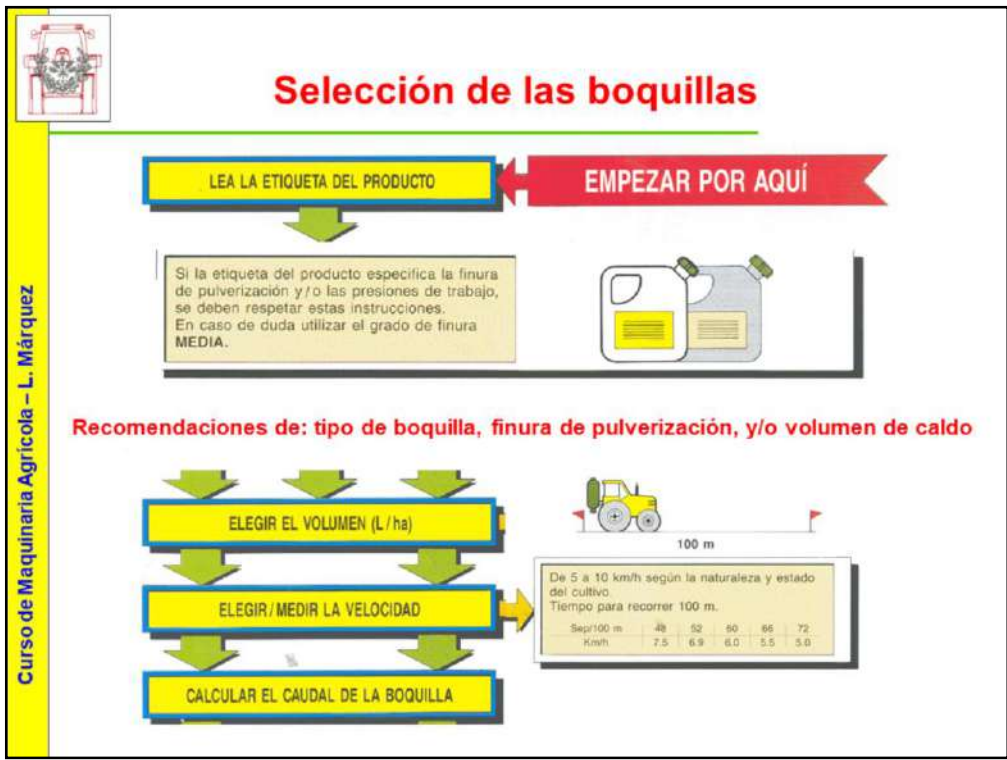 Selección de las boquillas
LEA LA ETIQUETA DEL PRODUCTO
EMPEZAR POR AQUÍ
Si la etiqueta del producto especifica la finura
de pulverización y/o las presiones de trabajo,
se deben respetar estas instrucciones.
En caso de duda utilizar el grado de finura
MEDIA.
Recomendaciones de: tipo de boquilla, finura de pulverización, y/o volumen de caldo
ELEGIR EL VOLUMEN (L/ha)
100 m
ELEGIR/MEDIR LA VELOCIDAD
De 5 a 10 km/h según la naturaleza y estado
del cultivo.
Tiempo para recorrer 100 m.
Sep/100 m 48 52 60 66 72
Km/h 7.5 6.9 6.0 5.5 5.0
CALCULAR EL CAUDAL DE LA BOQUILLA
Curso de Maquinaria Agrícola – L. Márquez